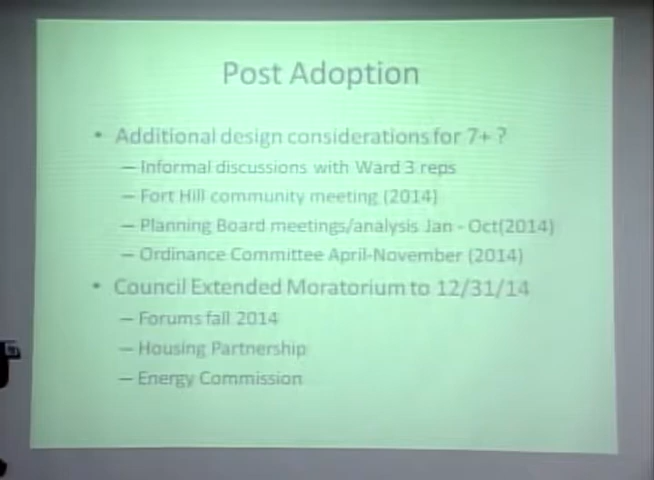 Post Adoption
• Additional design considerations for 7+ ?
– Informal discussions with Ward 3 reps
– Fort Hill community meeting (2014)
– Planning Board meetings/analysis Jan - Oct(2014)
– Ordinance Committee April-November (2014)
• Council Extended Moratorium to 12/31/14
– Forums fall 2014
– Housing Partnership
– Energy Commission